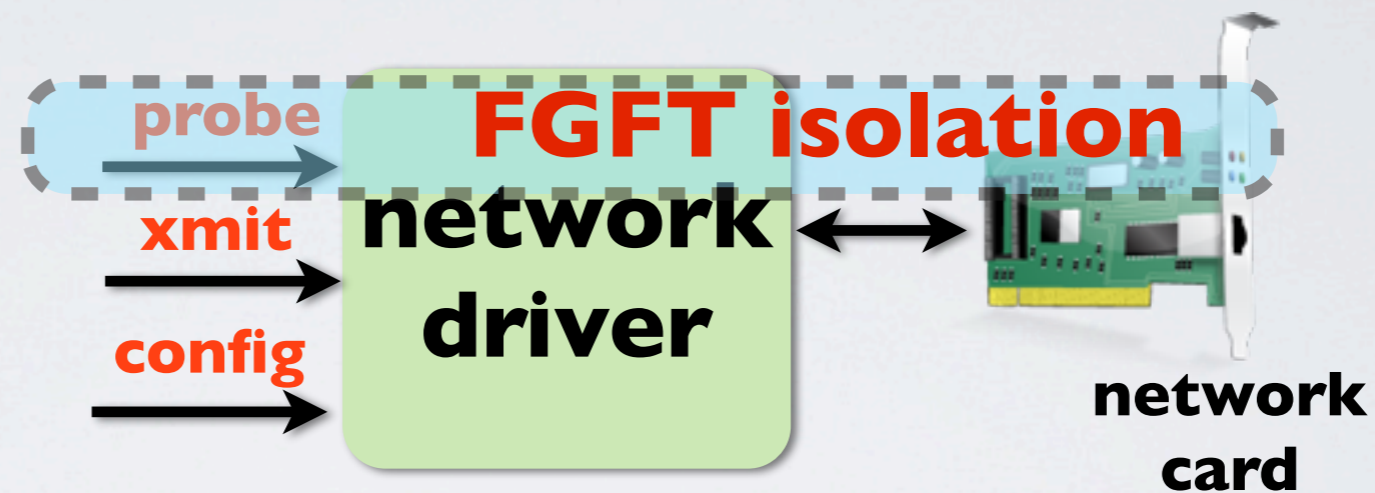 probe
FGFT isolation
xmit
network
driver
config
network
card